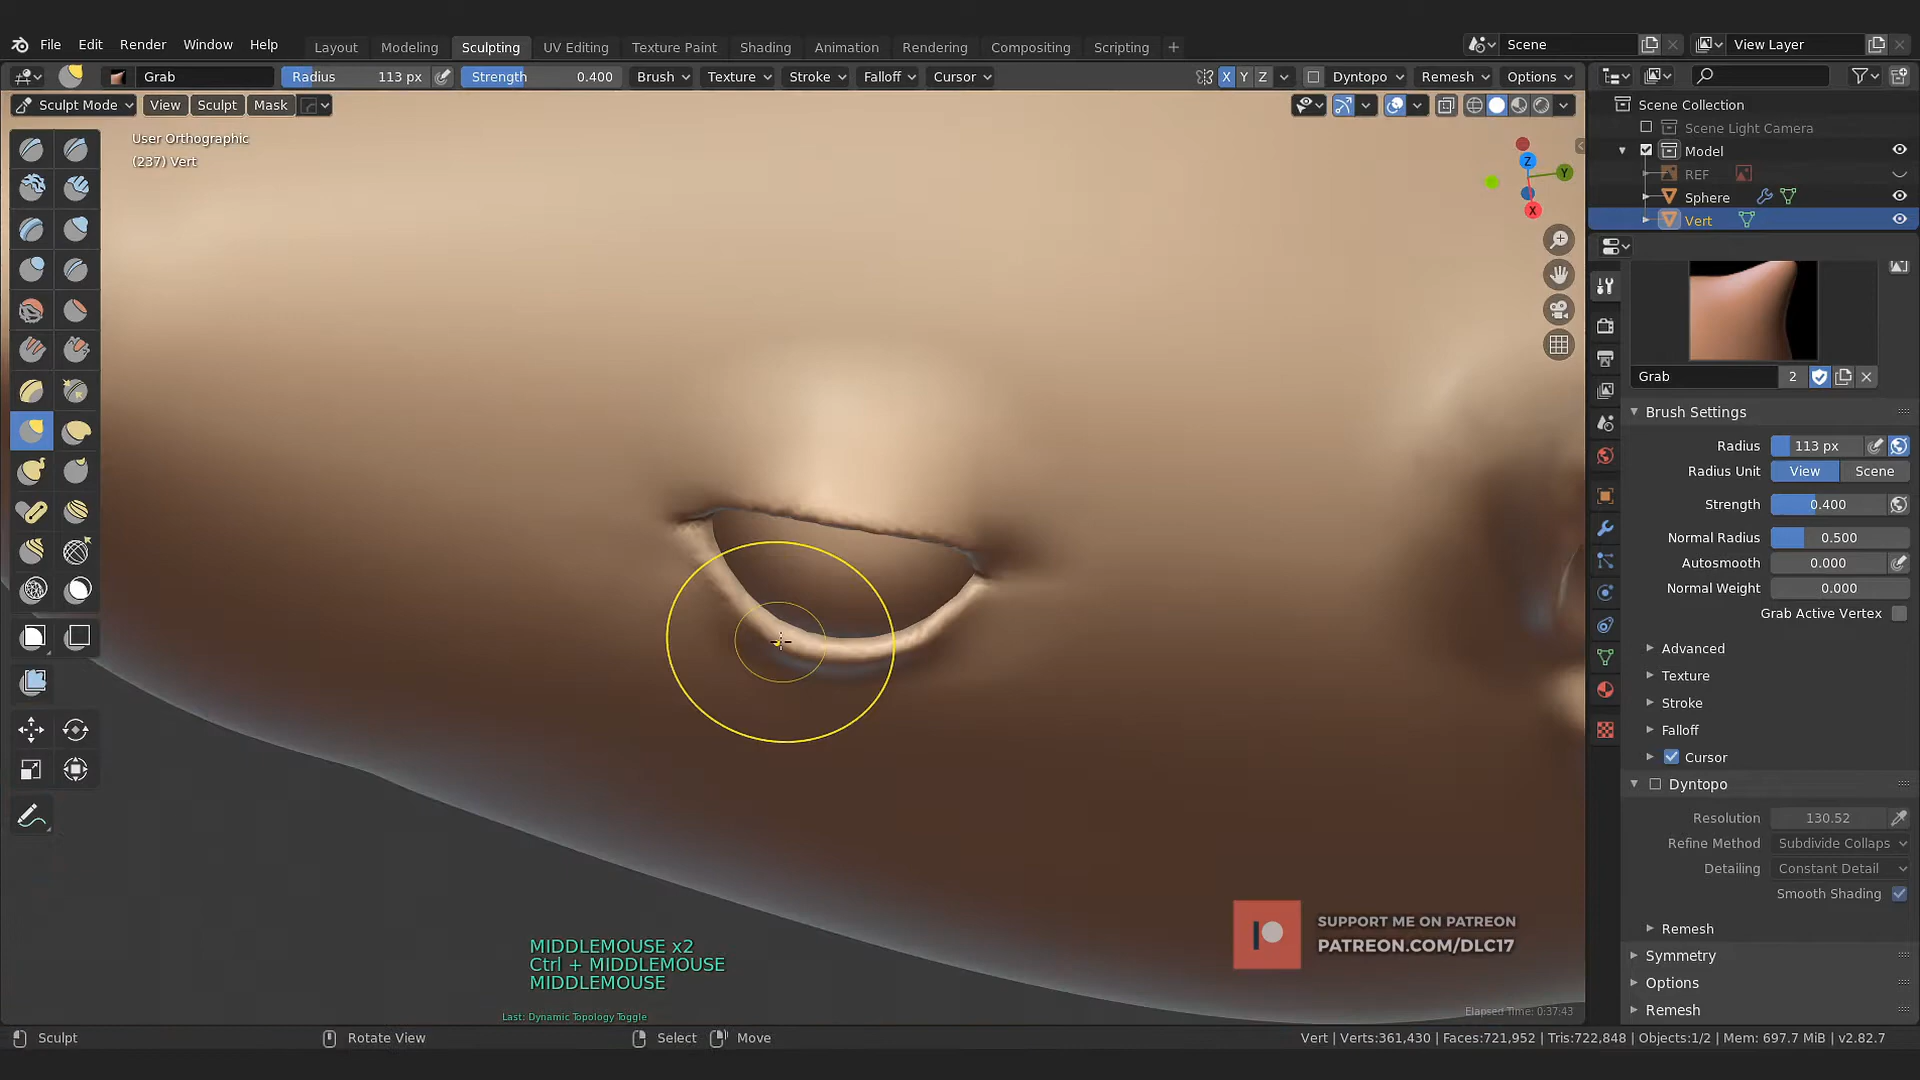 File Edit Render Window Help Layout Modeling Sculpting UV Editing Texture Paint Shading Animation Rendering Compositing Scripting + Scene View Layer
Grab Radius 113 px Strength 0.400 Brush Texture Stroke Falloff Cursor X Y Z Dyntopo Remesh Options
Sculpt Mode View Sculpt Mask
User Orthographic
(237) Vert
Z
Y
X
Scene Collection
Scene Light Camera
Model
REF
Sphere
Vert
Grab 2
Brush Settings
Radius 113 px
Radius Unit View Scene
Strength 0.400
Normal Radius 0.500
Autosmooth 0.000
Normal Weight 0.000
Grab Active Vertex
Advanced
Texture
Stroke
Falloff
Cursor
Dyntopo
Resolution 130.52
Refine Method Subdivide Collaps
Detailing Constant Detail
Smooth Shading
Remesh
Symmetry
Options
Remesh
SUPPORT ME ON PATREON
PATREON.COM/DLC17
MIDDLEMOUSE x2
Ctrl + MIDDLEMOUSE
MIDDLEMOUSE
Last: Dynamic Topology Toggle
Elapsed Time: 0:37:43
Sculpt Rotate View Select Move Vert | Verts:361,430 | Faces:721,952 | Tris:722,848 | Objects:1/2 | Mem: 697.7 MiB | v2.82.7